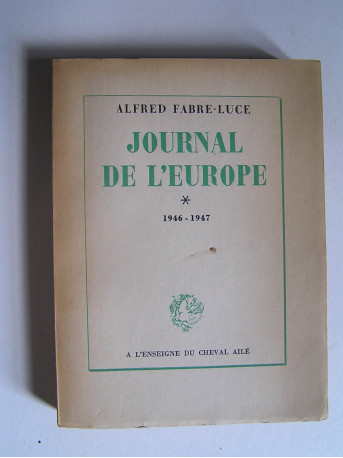 ALFRED FABRE-LUCE
JOURNAL
DE L'EUROPE
*
1946-1947
A L'ENSEIGNE DU CHEVAL AILÉ